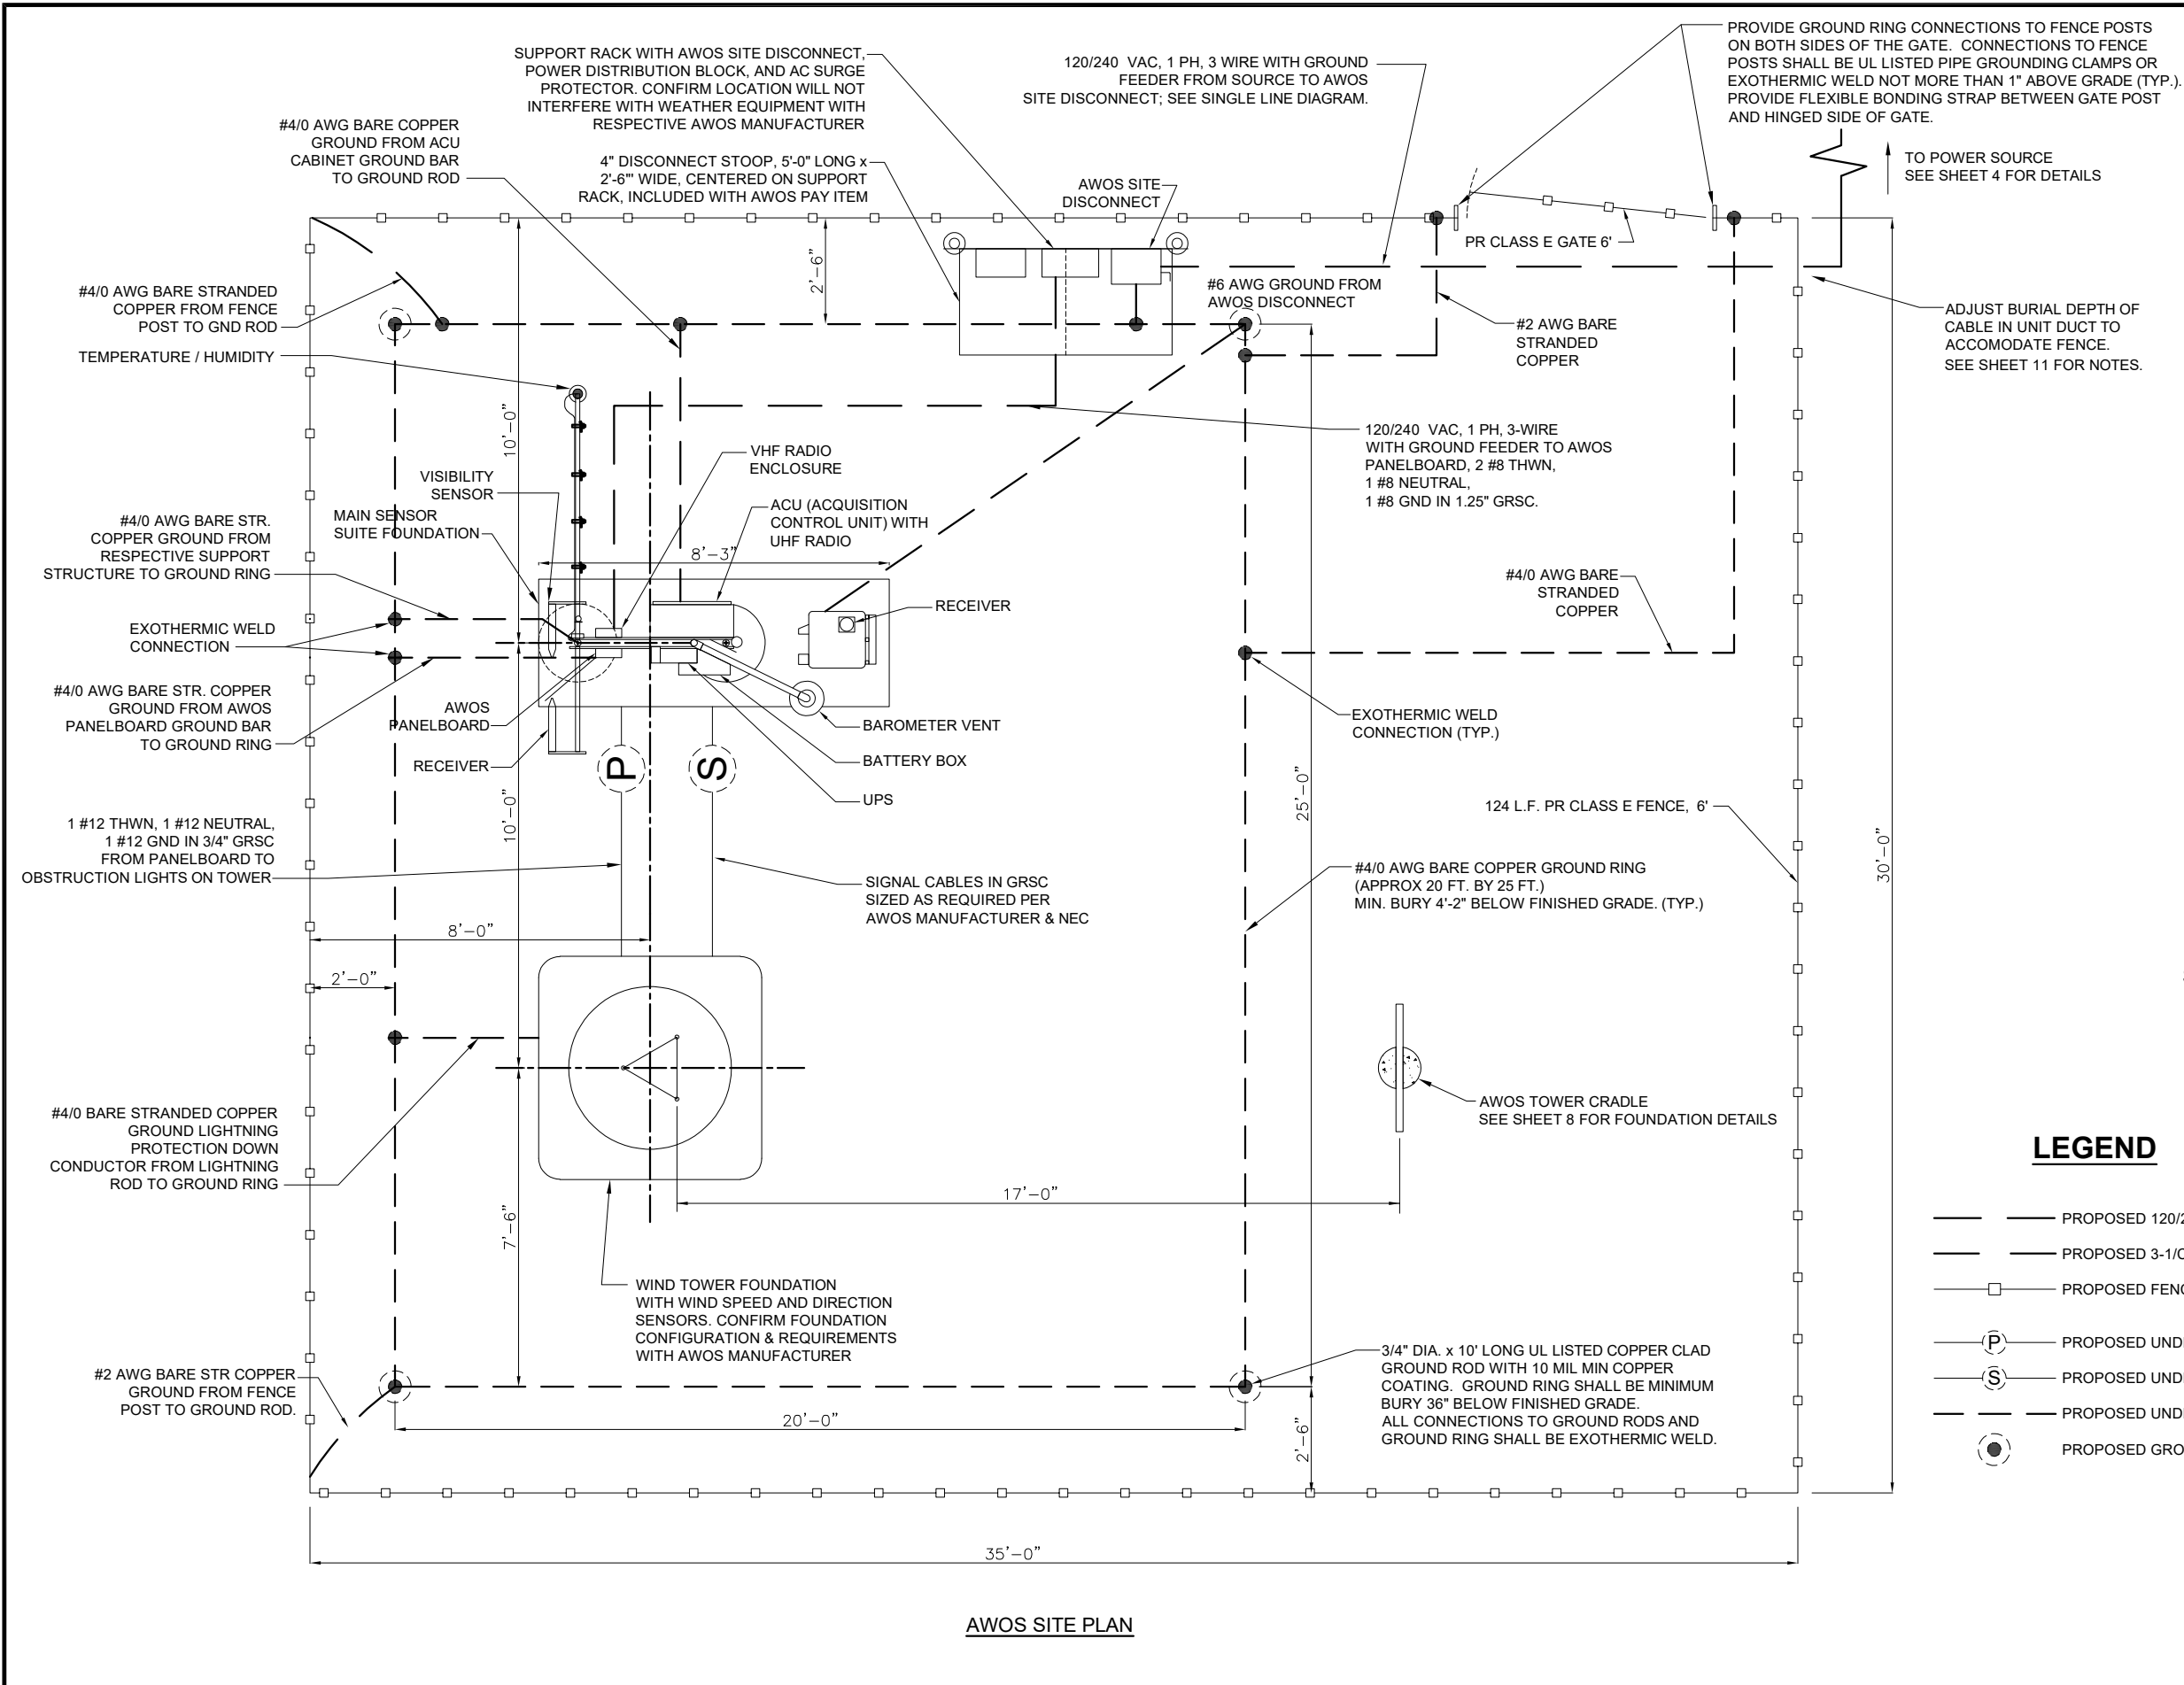 PROVIDE GROUND RING CONNECTIONS TO FENCE POSTS
ON BOTH SIDES OF THE GATE. CONNECTIONS TO FENCE
POSTS SHALL BE UL LISTED PIPE GROUNDING CLAMPS OR
EXOTHERMIC WELD NOT MORE THAN 1" ABOVE GRADE (TYP.).
PROVIDE FLEXIBLE BONDING STRAP BETWEEN GATE POST
AND HINGED SIDE OF GATE.
SUPPORT RACK WITH AWOS SITE DISCONNECT,
POWER DISTRIBUTION BLOCK, AND AC SURGE
PROTECTOR. CONFIRM LOCATION WILL NOT
INTERFERE WITH WEATHER EQUIPMENT WITH
RESPECTIVE AWOS MANUFACTURER
120/240 VAC, 1 PH, 3 WIRE WITH GROUND
FEEDER FROM SOURCE TO AWOS
SITE DISCONNECT; SEE SINGLE LINE DIAGRAM.
#4/0 AWG BARE COPPER
GROUND FROM ACU
CABINET GROUND BAR
TO GROUND ROD
4" DISCONNECT STOOP, 5'-0" LONG x
2'-6"' WIDE, CENTERED ON SUPPORT
RACK, INCLUDED WITH AWOS PAY ITEM
AWOS SITE
DISCONNECT
TO POWER SOURCE
SEE SHEET 4 FOR DETAILS
PR CLASS E GATE 6'
2'-6"
#4/0 AWG BARE STRANDED
COPPER FROM FENCE
POST TO GND ROD
#6 AWG GROUND FROM
AWOS DISCONNECT
#2 AWG BARE
STRANDED
COPPER
ADJUST BURIAL DEPTH OF
CABLE IN UNIT DUCT TO
ACCOMODATE FENCE.
SEE SHEET 11 FOR NOTES.
TEMPERATURE / HUMIDITY
10'-0"
120/240 VAC, 1 PH, 3-WIRE
WITH GROUND FEEDER TO AWOS
PANELBOARD, 2 #8 THWN,
1 #8 NEUTRAL,
1 #8 GND IN 1.25" GRSC.
VHF RADIO
ENCLOSURE
VISIBILITY
SENSOR
MAIN SENSOR
SUITE FOUNDATION
ACU (ACQUISITION
CONTROL UNIT) WITH
UHF RADIO
8'-3"
#4/0 AWG BARE STR.
COPPER GROUND FROM
RESPECTIVE SUPPORT
STRUCTURE TO GROUND RING
#4/0 AWG BARE
STRANDED
COPPER
RECEIVER
EXOTHERMIC WELD
CONNECTION
#4/0 AWG BARE STR. COPPER
GROUND FROM AWOS
PANELBOARD GROUND BAR
TO GROUND RING
AWOS
PANELBOARD
BAROMETER VENT
EXOTHERMIC WELD
CONNECTION (TYP.)
RECEIVER
P
S
BATTERY BOX
UPS
10'-0"
25'-0"
124 L.F. PR CLASS E FENCE, 6'
30'-0"
1 #12 THWN, 1 #12 NEUTRAL,
1 #12 GND IN 3/4" GRSC
FROM PANELBOARD TO
OBSTRUCTION LIGHTS ON TOWER
SIGNAL CABLES IN GRSC
SIZED AS REQUIRED PER
AWOS MANUFACTURER & NEC
#4/0 AWG BARE COPPER GROUND RING
(APPROX 20 FT. BY 25 FT.)
MIN. BURY 4'-2" BELOW FINISHED GRADE. (TYP.)
8'-0"
2'-0"
#4/0 BARE STRANDED COPPER
GROUND LIGHTNING
PROTECTION DOWN
CONDUCTOR FROM LIGHTNING
ROD TO GROUND RING
AWOS TOWER CRADLE
SEE SHEET 8 FOR FOUNDATION DETAILS
17'-0"
7'-6"
WIND TOWER FOUNDATION
WITH WIND SPEED AND DIRECTION
SENSORS. CONFIRM FOUNDATION
CONFIGURATION & REQUIREMENTS
WITH AWOS MANUFACTURER
#2 AWG BARE STR COPPER
GROUND FROM FENCE
POST TO GROUND ROD.
3/4" DIA. x 10' LONG UL LISTED COPPER CLAD
GROUND ROD WITH 10 MIL MIN COPPER
COATING. GROUND RING SHALL BE MINIMUM
BURY 36" BELOW FINISHED GRADE.
ALL CONNECTIONS TO GROUND RODS AND
GROUND RING SHALL BE EXOTHERMIC WELD.
20'-0"
2'-6"
35'-0"
LEGEND
PROPOSED 120/2
PROPOSED 3-1/C
PROPOSED FENC
P PROPOSED UND
S PROPOSED UND
PROPOSED UND
PROPOSED GRO
AWOS SITE PLAN